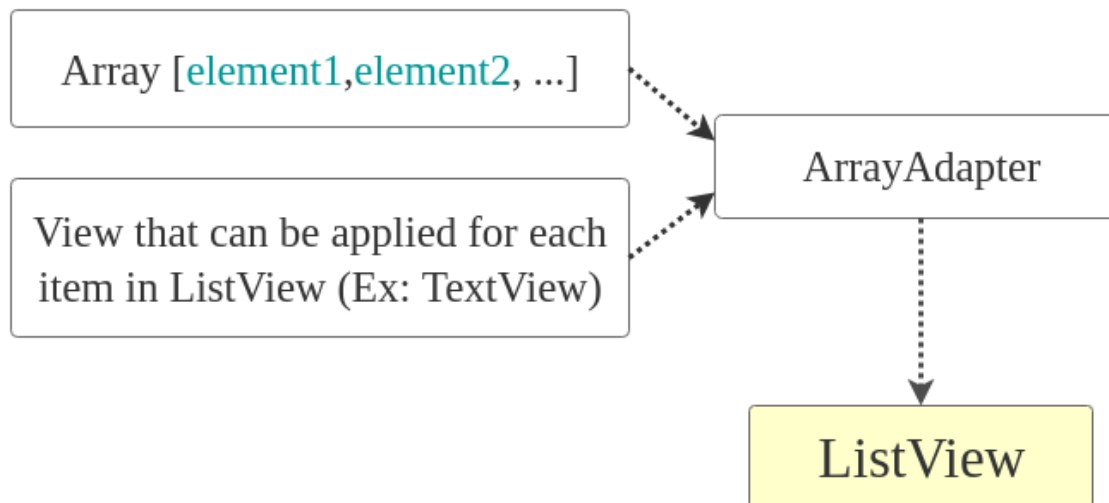 Array [element1,element2, ...]
View that can be applied for each
item in ListView (Ex: TextView)
ArrayAdapter
ListView